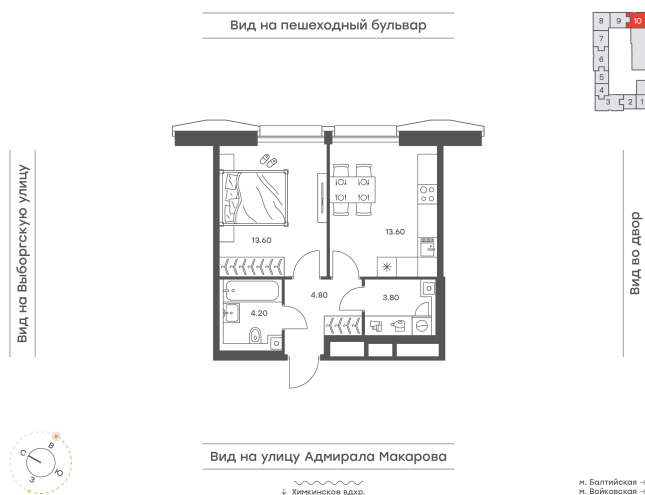 Вид на пешеходный бульвар
8 9 10
7
6
5
4
3 2 1
Вид на Выборгскую улицу
Вид во двор
13.60
13.60
4.80
3.80
4.20
Вид на улицу Адмирала Макарова
↓ Химкинское вдхр.
С В
З Ю
м. Балтийская →
м. Войковская →